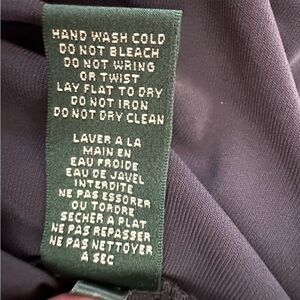 HAND WASH COLD
DO NOT BLEACH
DO NOT WRING
OR TWIST
LAY FLAT TO DRY
DO NOT IRON
DO NOT DRY CLEAN
LAVER A LA
MAIN EN
EAU FROIDE
EAU DE JAVEL
INTERDITE
NE PAS ESSORER
OU TORDRE
SECHER A PLAT
NE PAS REPASSER
NE PAS NETTOYER
A SEC